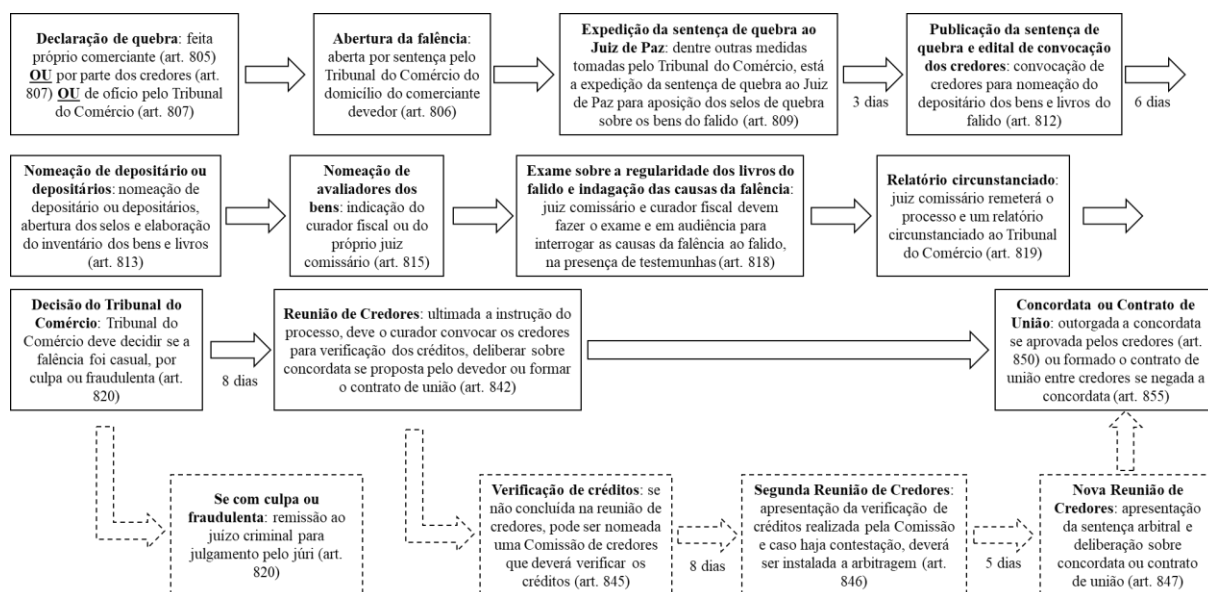 Declaração de quebra: feita
próprio comerciante (art. 805)
OU por parte dos credores (art.
807) OU de ofício pelo Tribunal
do Comércio (art. 807)
Abertura da falência:
aberta por sentença pelo
Tribunal do Comércio do
domicílio do comerciante
devedor (art. 806)
Expedição da sentença de quebra ao
Juiz de Paz: dentre outras medidas
tomadas pelo Tribunal do Comércio, está
a expedição da sentença de quebra ao Juiz
de Paz para aposição dos selos de quebra
sobre os bens do falido (art. 809)
3 dias
Publicação da sentença de
quebra e edital de convocação
dos credores: convocação de
credores para nomeação do
depositário dos bens e livros do
falido (art. 812)
6 dias
Nomeação de depositário ou
depositários: nomeação de
depositário ou depositários,
abertura dos selos e elaboração
do inventário dos bens e livros
(art. 813)
Nomeação de
avaliadores dos
bens: indicação do
curador fiscal ou do
próprio juiz
comissário (art. 815)
Exame sobre a regularidade dos livros do
falido e indagação das causas da falência:
juiz comissário e curador fiscal devem
fazer o exame e em audiência para
interrogar as causas da falência ao falido,
na presença de testemunhas (art. 818)
Relatório circunstanciado:
juiz comissário remeterá o
processo e um relatório
circunstanciado ao Tribunal
do Comércio (art. 819)
Decisão do Tribunal do
Comércio: Tribunal do
Comércio deve decidir se a
falência foi casual, por
culpa ou fraudulenta (art.
820)
8 dias
Reunião de Credores: ultimada a instrução do
processo, deve o curador convocar os credores
para verificação dos créditos, deliberar sobre
concordata se proposta pelo devedor ou formar
o contrato de união (art. 842)
Concordata ou Contrato de
União: outorgada a concordata
se aprovada pelos credores (art.
850) ou formado o contrato de
união entre credores se negada a
concordata (art. 855)
Se com culpa ou
fraudulenta: remissão ao
juízo criminal para
julgamento pelo júri (art.
820)
Verificação de créditos: se
não concluída na reunião de
credores, pode ser nomeada
uma Comissão de credores
que deverá verificar os
créditos (art. 845)
8 dias
Segunda Reunião de Credores:
apresentação da verificação de
créditos realizada pela Comissão
e caso haja contestação, deverá
ser instalada a arbitragem (art.
846)
5 dias
Nova Reunião de
Credores: apresentação
da sentença arbitral e
deliberação sobre
concordata ou contrato
de união (art. 847)